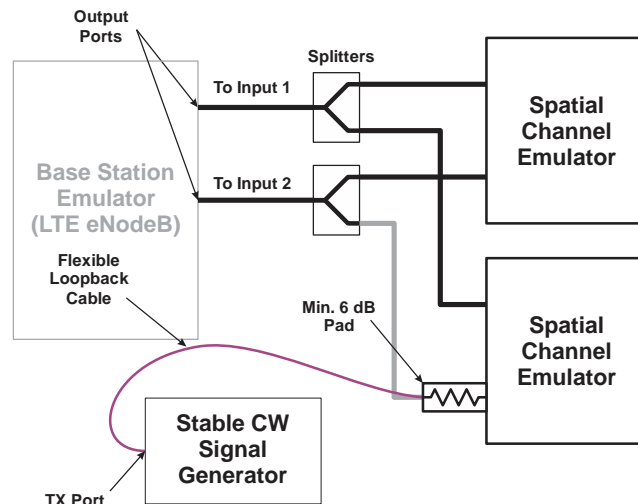 Output
Ports
Splitters
To Input 1
Spatial
Channel
Emulator
Base Station
Emulator
(LTE eNodeB)
To Input 2
Flexible
Loopback
Cable
Min. 6 dB
Pad
Spatial
Channel
Emulator
Stable CW
Signal
Generator
TX Port